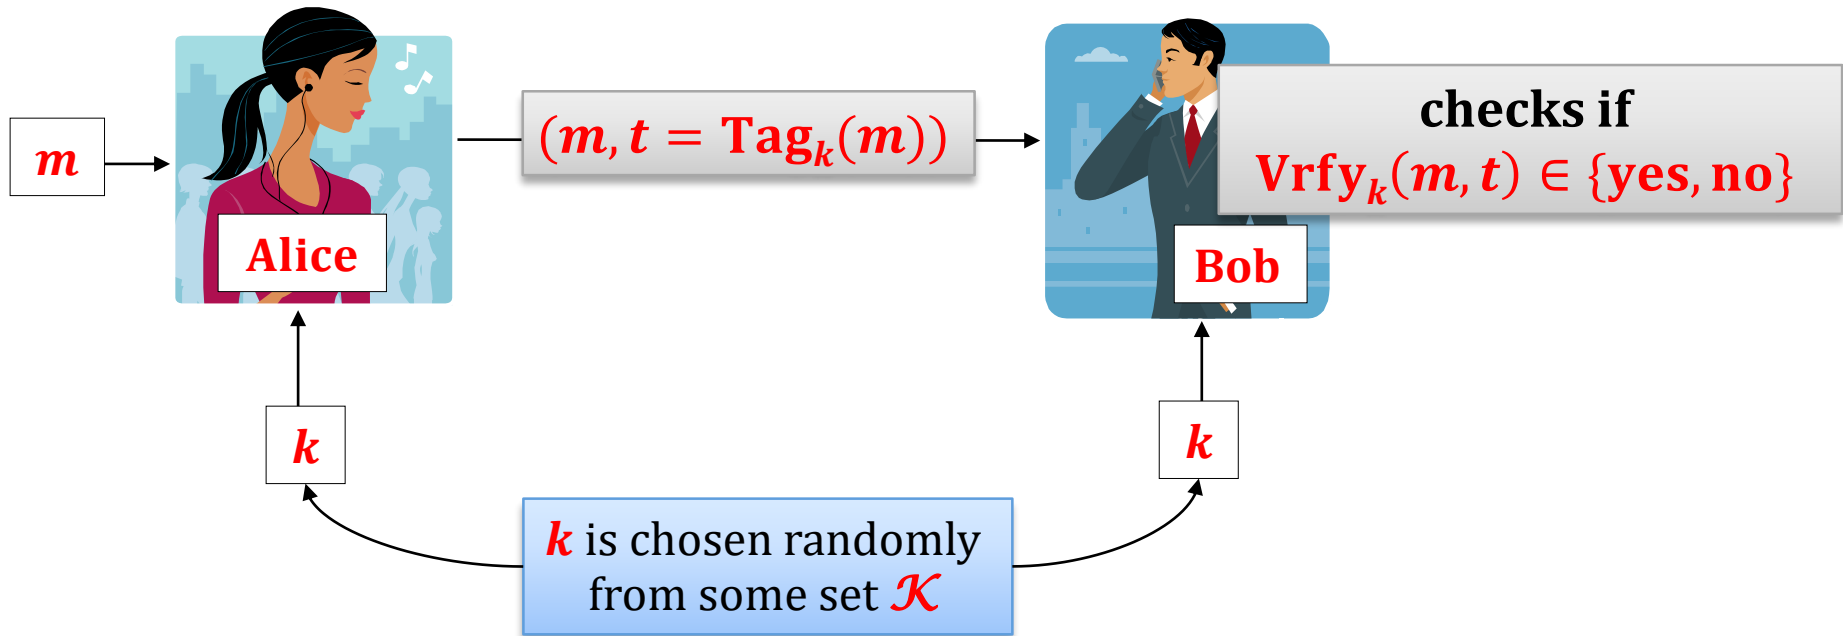 m
(m, t = Tag_k(m))
checks if
Vrfy_k(m, t) ∈ {yes, no}
Alice
Bob
k
k
k is chosen randomly
from some set 𝒦